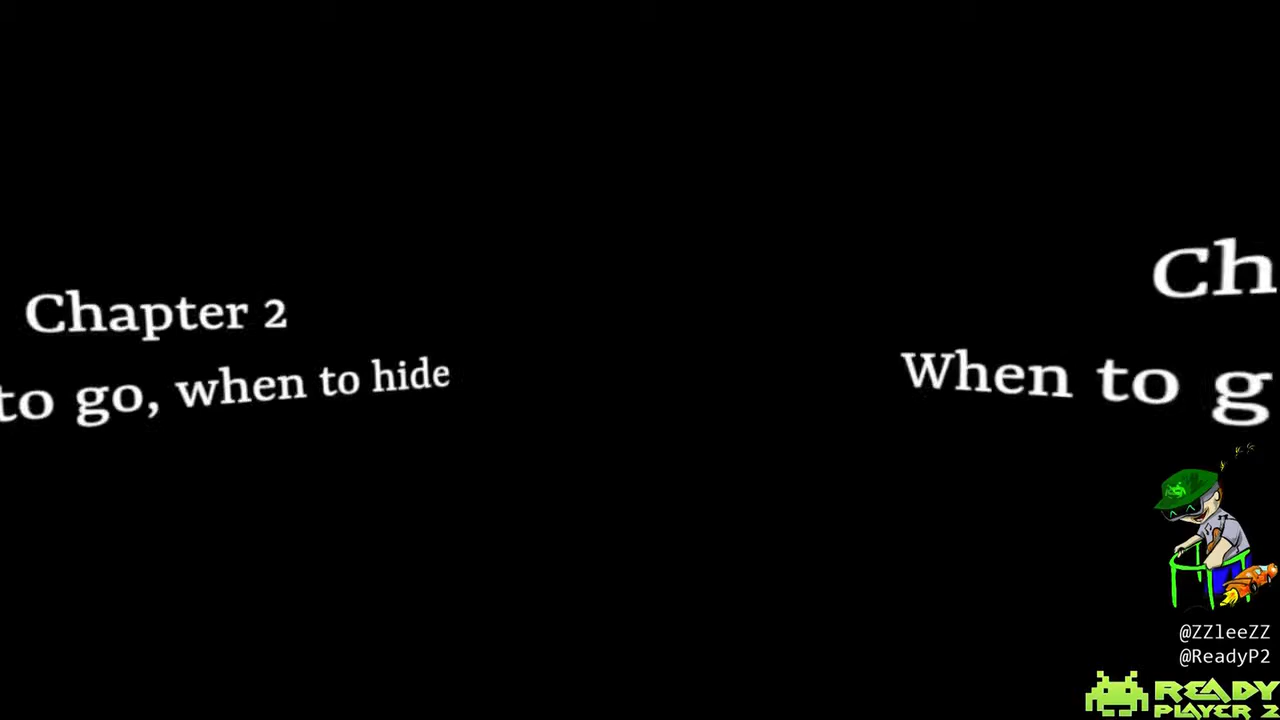 Chapter 2
to go, when to hide
Ch
When to g
@ZZleeZZ
@ReadyP2
READY
PLAYER 2